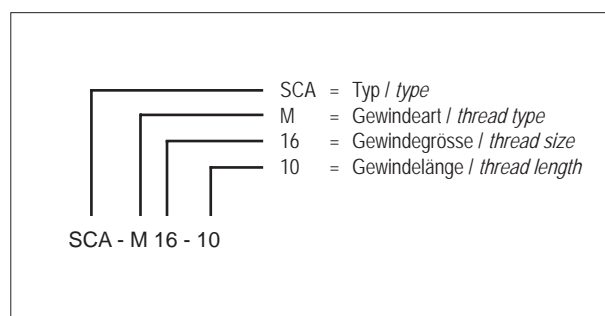 SCA = Typ / type
M = Gewindeart / thread type
16 = Gewindegrösse / thread size
10 = Gewindelänge / thread length
SCA - M 16 - 10